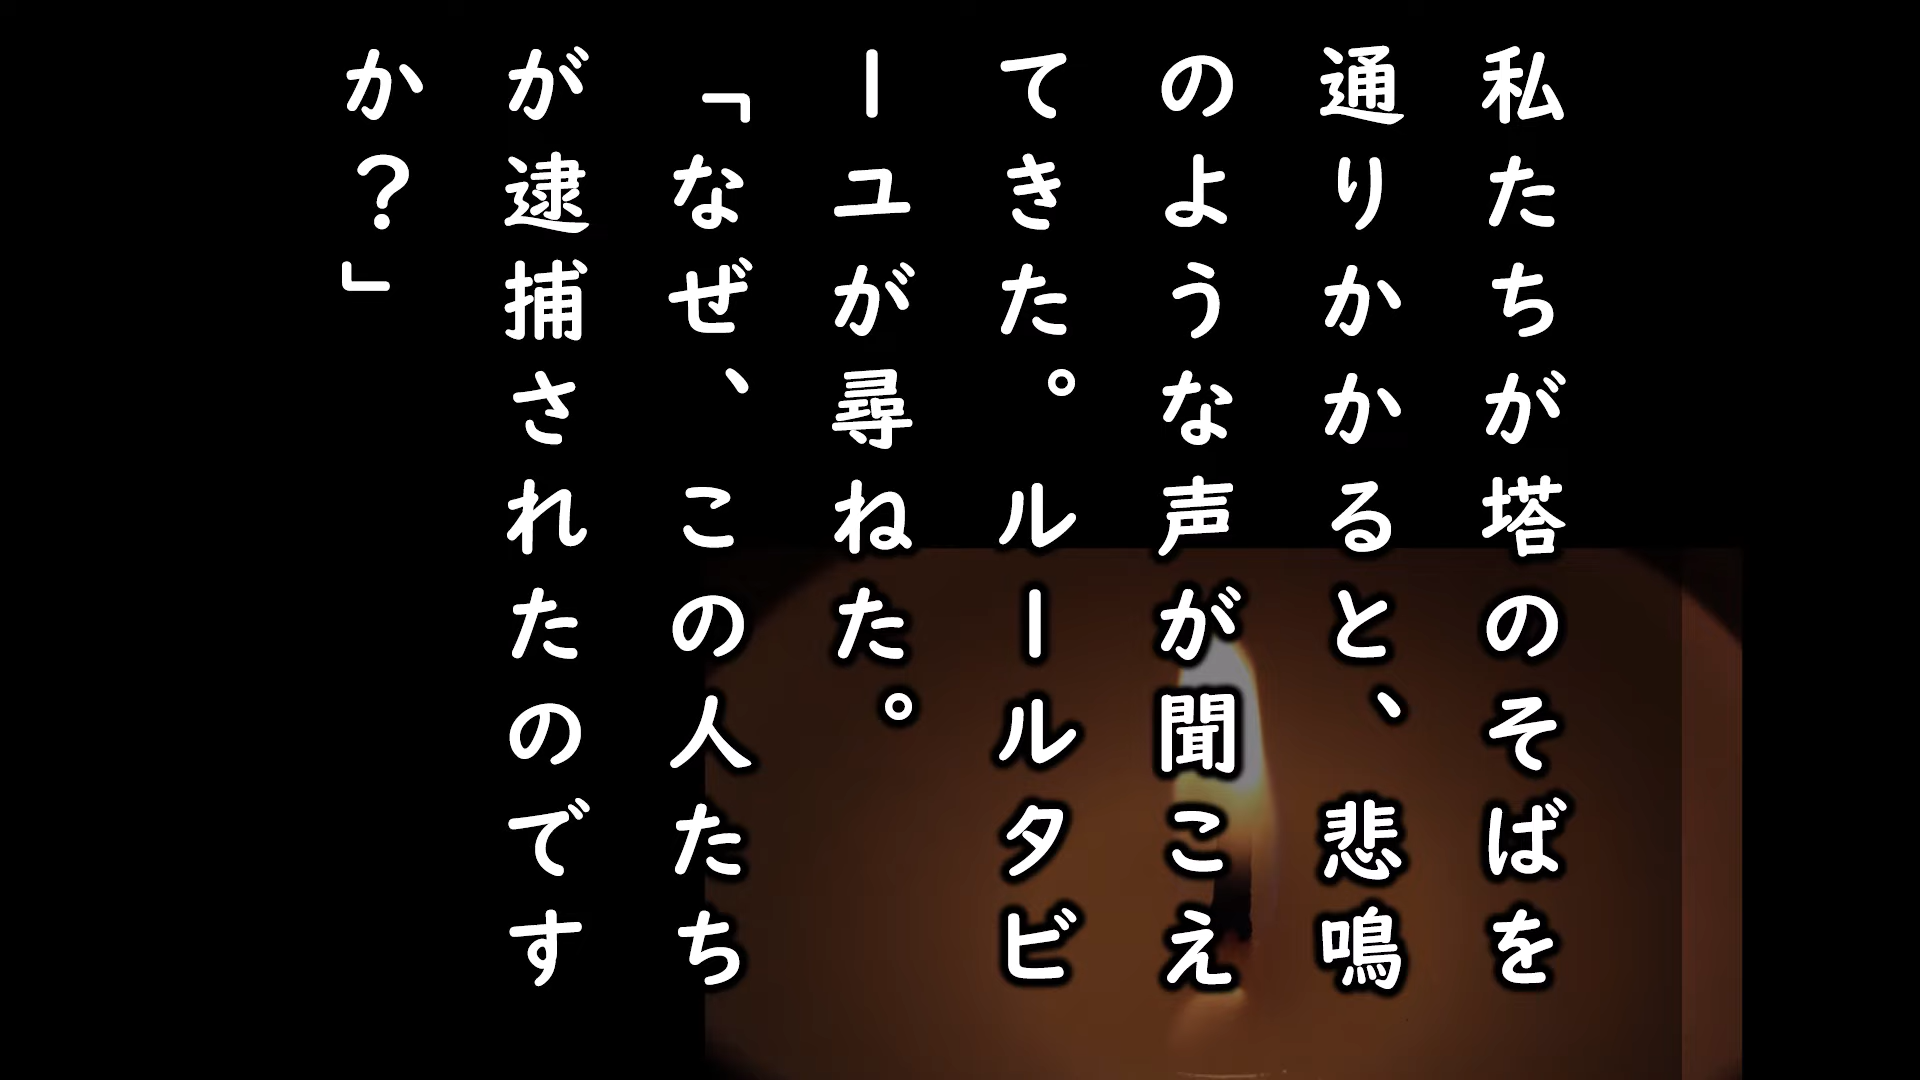 私たちが塔のそばを
通りかかると、悲鳴
のような声が聞こえ
てきた。ルールタビ
ーユが尋ねた。
「なぜ、この人たち
が逮捕されたのです
か？」